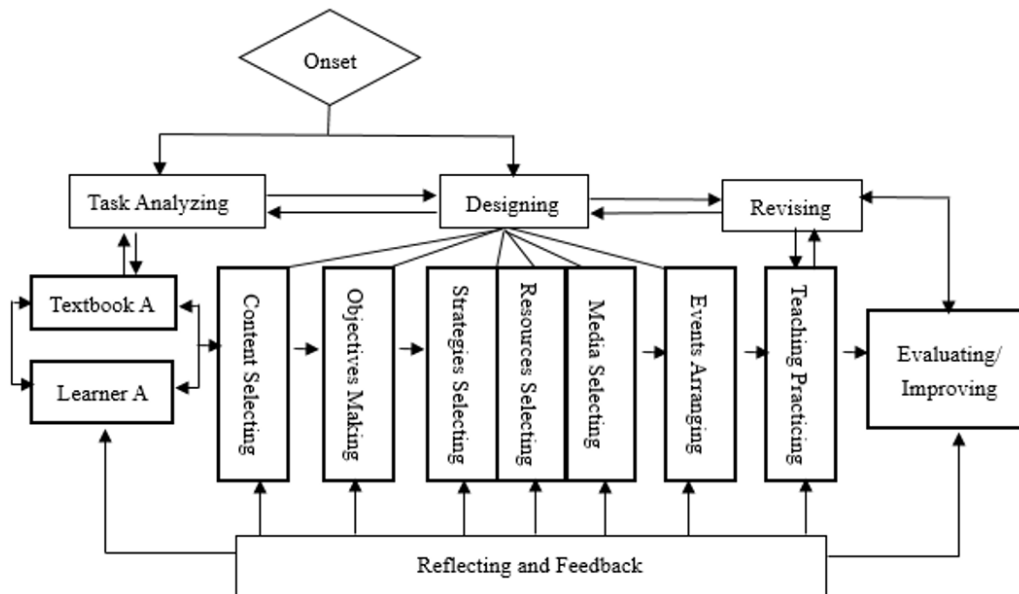 Onset
Task Analyzing
Designing
Revising
Textbook A
Learner A
Content Selecting
Objectives Making
Strategies Selecting
Resources Selecting
Media Selecting
Events Arranging
Teaching Practicing
Evaluating/
Improving
Reflecting and Feedback